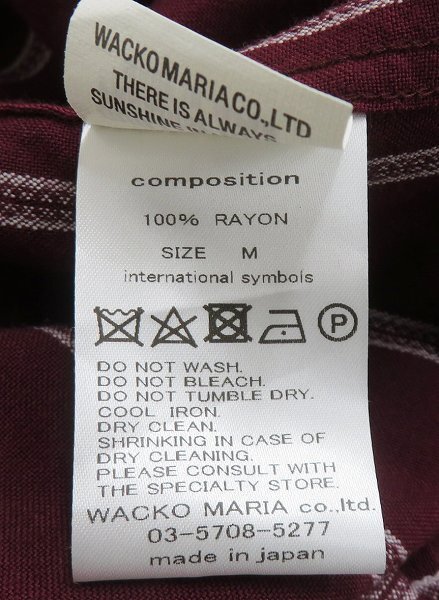 WACKO MARIA CO.,LTD
THERE IS ALWAYS
SUNSHINE IN
composition
100% RAYON
SIZE M
international symbols
P
DO NOT WASH.
DO NOT BLEACH.
DO NOT TUMBLE DRY.
COOL IRON.
DRY CLEAN.
SHRINKING IN CASE OF
DRY CLEANING.
PLEASE CONSULT WITH
THE SPECIALTY STORE.
WACKO MARIA co.,ltd.
03-5708-5277
made in japan